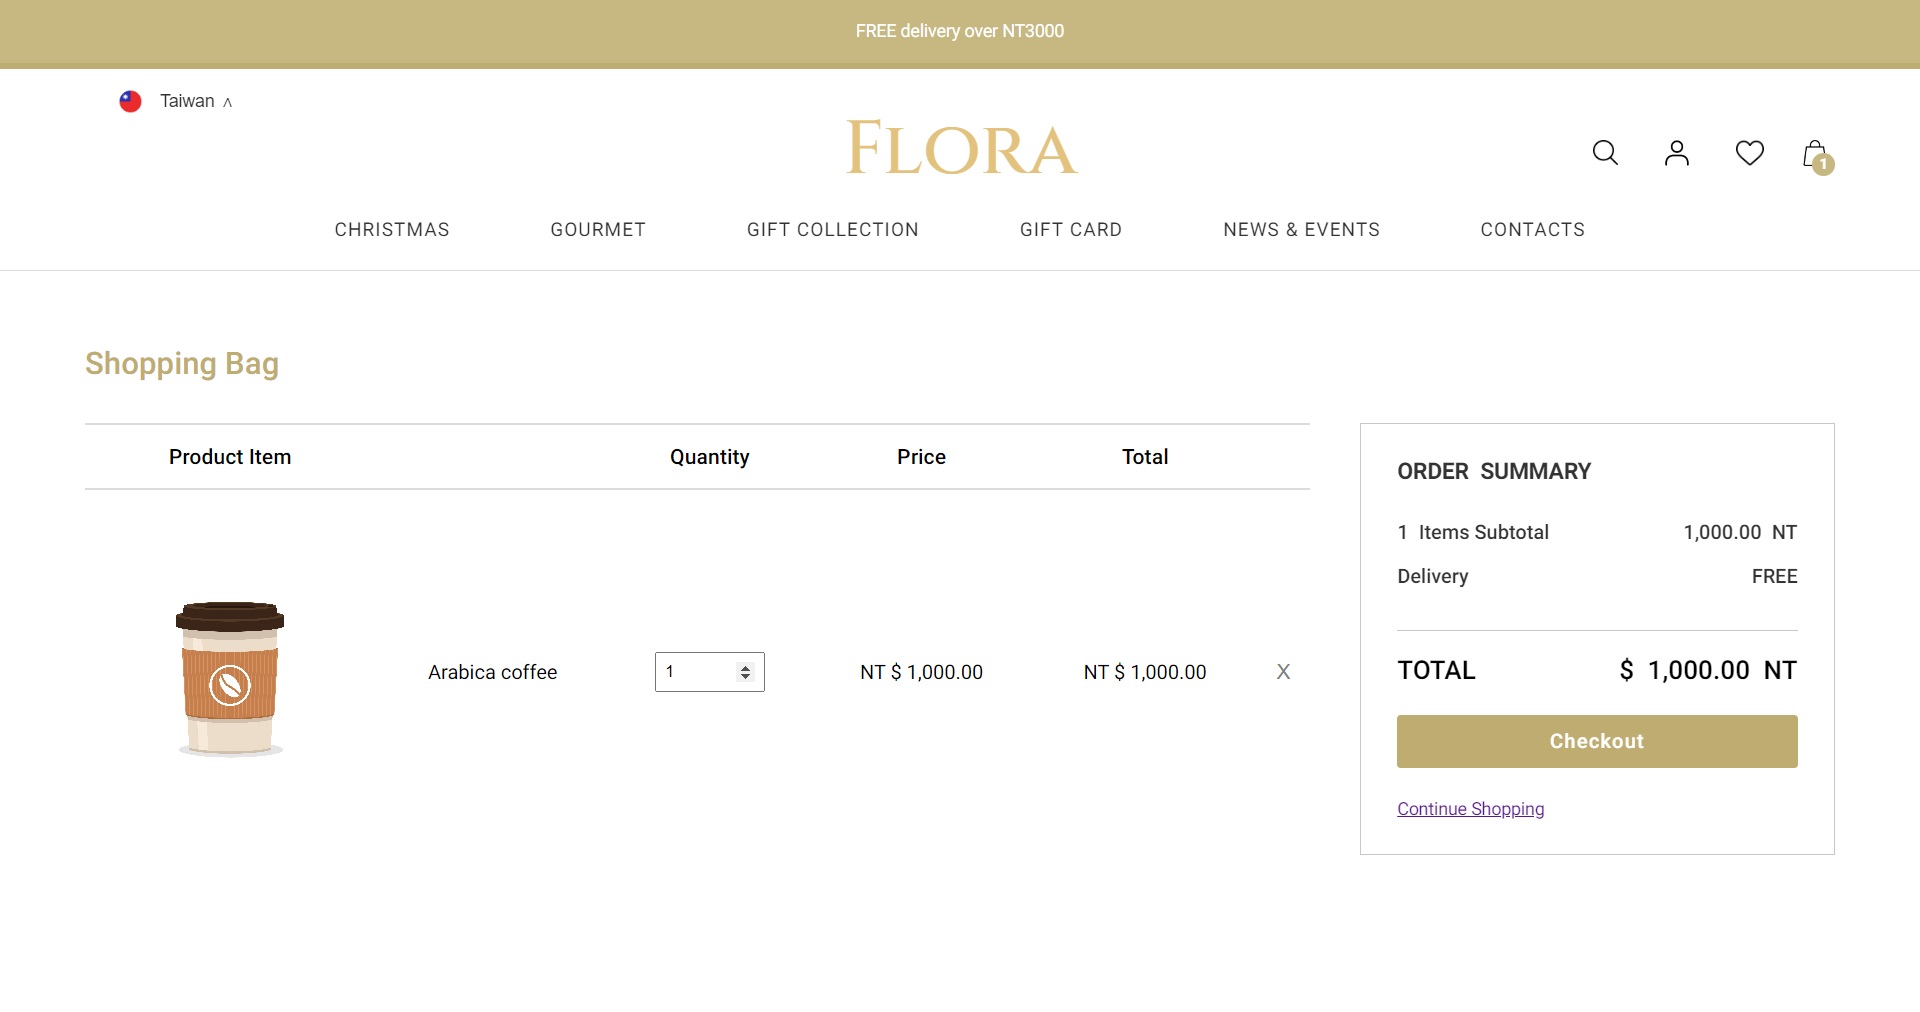 FREE delivery over NT3000
Taiwan
FLORA
1
CHRISTMAS GOURMET GIFT COLLECTION GIFT CARD NEWS & EVENTS CONTACTS
Shopping Bag
Product Item Quantity Price Total
Arabica coffee 1 NT $ 1,000.00 NT $ 1,000.00 X
ORDER SUMMARY
1 Items Subtotal 1,000.00 NT
Delivery FREE
TOTAL $ 1,000.00 NT
Checkout
Continue Shopping